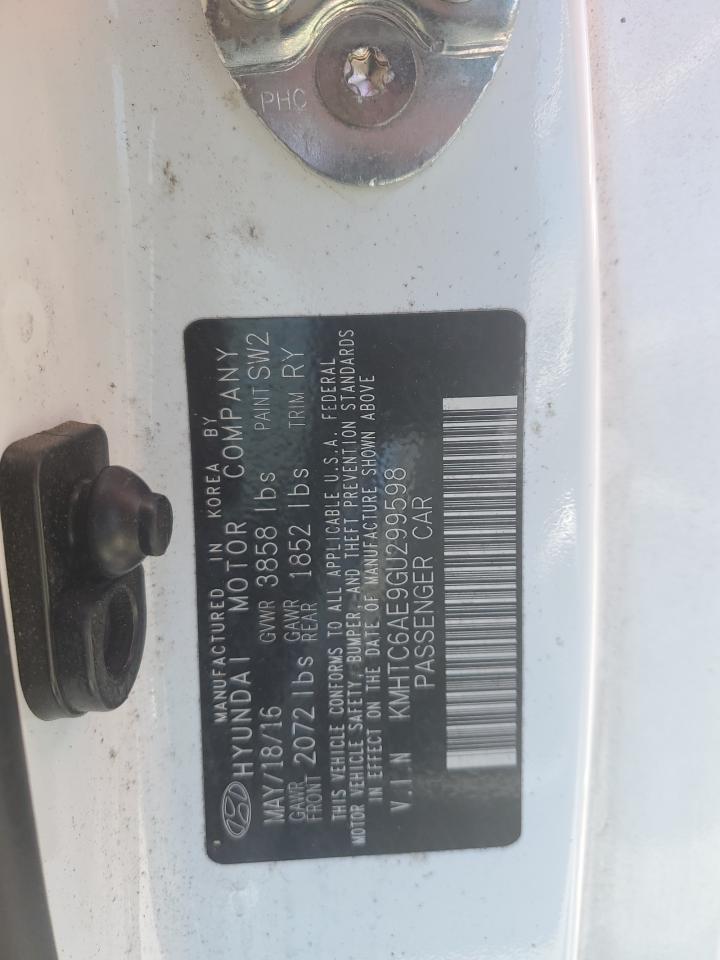 PHC
MANUFACTURED IN KOREA BY
HYUNDAI MOTOR COMPANY
MAY/18/16 GVWR 3858 lbs PAINT SW2
GAWR FRONT 2072 lbs GAWR REAR 1852 lbs TRIM RY
THIS VEHICLE CONFORMS TO ALL APPLICABLE U.S.A. FEDERAL
MOTOR VEHICLE SAFETY, BUMPER, AND THEFT PREVENTION STANDARDS
IN EFFECT ON THE DATE OF MANUFACTURE SHOWN ABOVE
V.I.N KMHTC6AE9GU299598
PASSENGER CAR